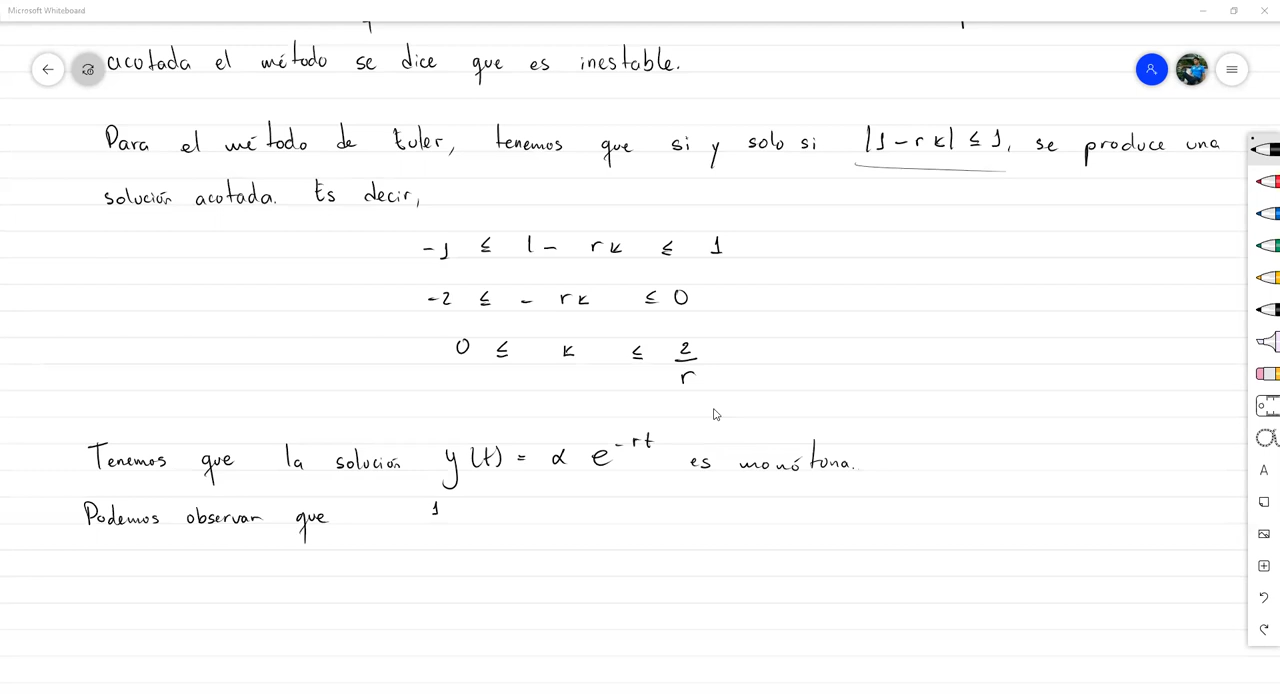 Microsoft Whiteboard
acotada el método se dice que es inestable.
Para el método de Euler, tenemos que si y solo si |1 - rk| ≤ 1, se produce una
solución acotada. Es decir,
-1 ≤ 1 - rk ≤ 1
-2 ≤ - rk ≤ 0
0 ≤ k ≤ 2/r
Tenemos que la solución y(t) = α e^{-rt} es monótona.
Podemos observar que 1
A